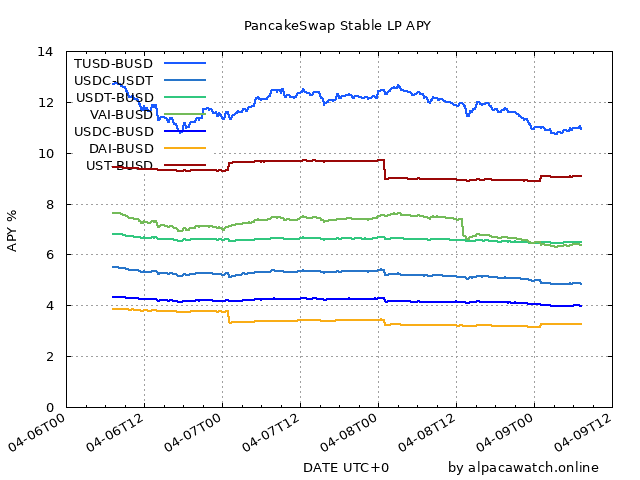 PancakeSwap Stable LP APY
14
12
10
8
6
4
2
0
APY %
TUSD-BUSD
USDC-USDT
USDT-BUSD
VAI-BUSD
USDC-BUSD
DAI-BUSD
UST-BUSD
04-06T00
04-06T12
04-07T00
04-07T12
04-08T00
04-08T12
04-09T00
04-09T12
DATE UTC+0
by alpacawatch.online